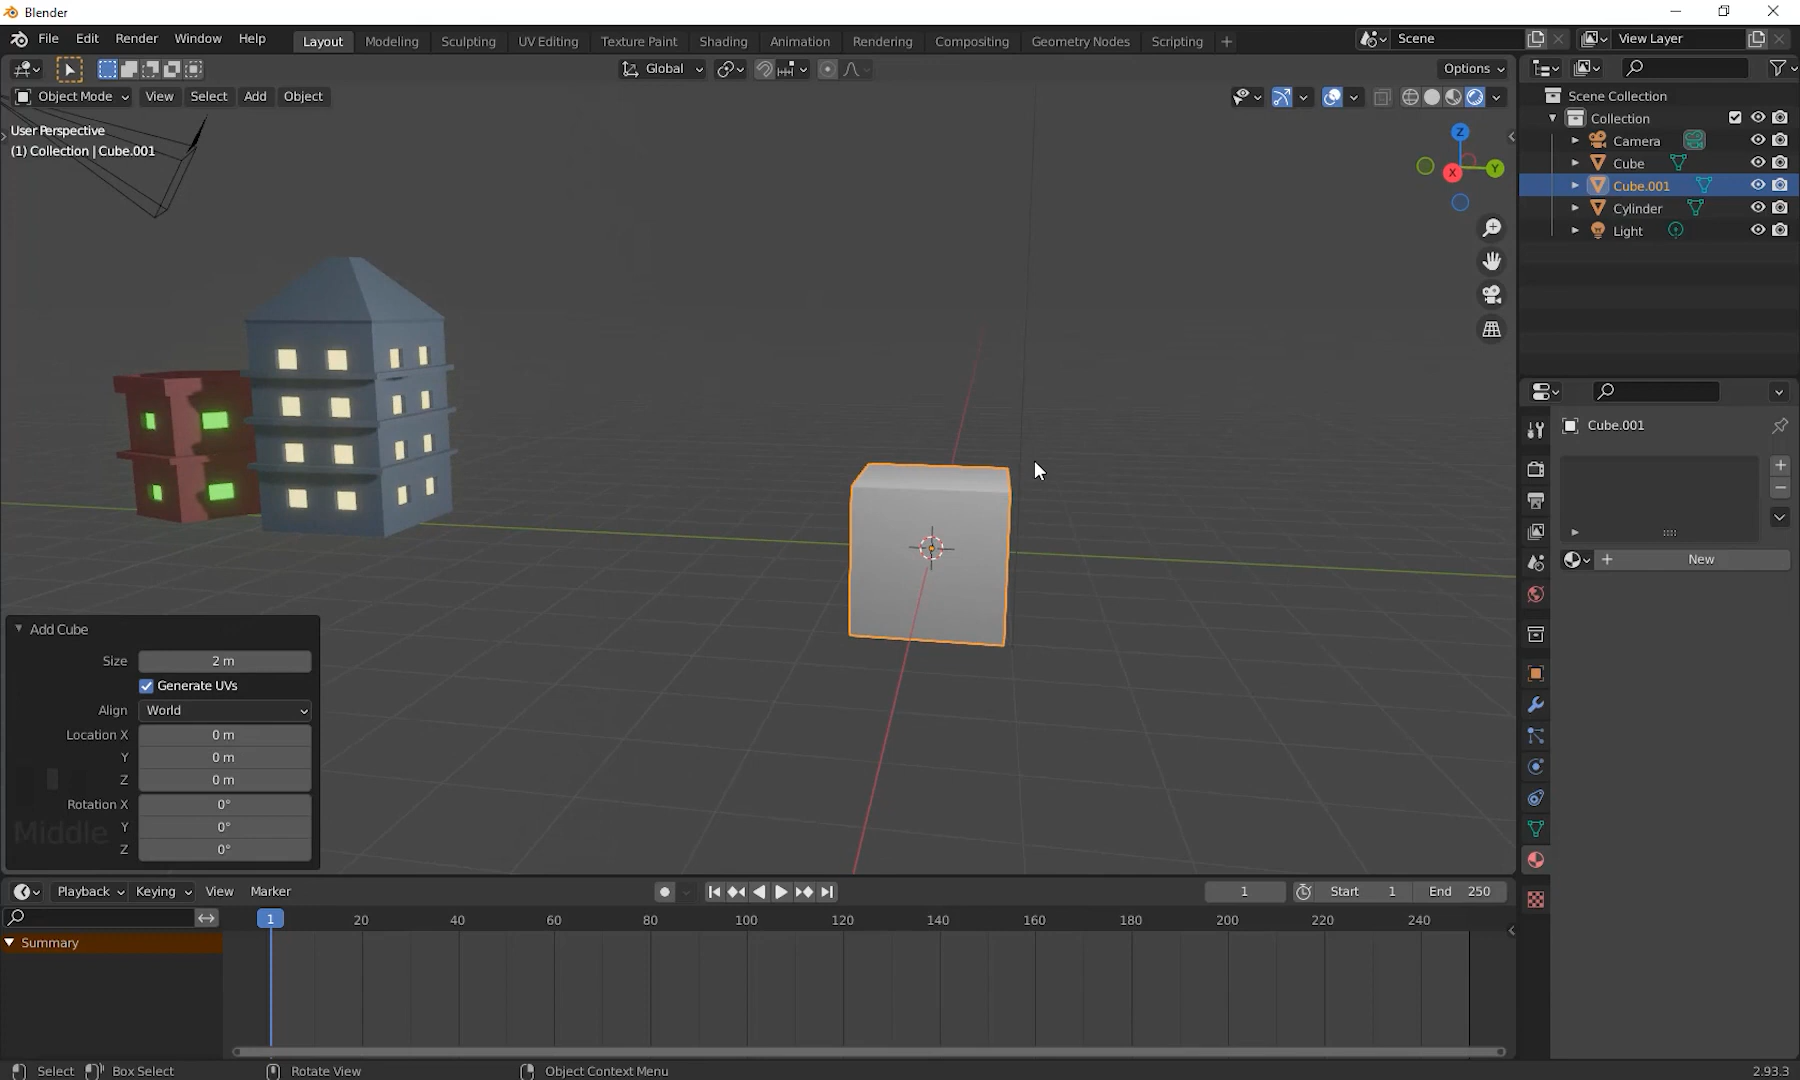 Blender
File Edit Render Window Help Layout Modeling Sculpting UV Editing Texture Paint Shading Animation Rendering Compositing Geometry Nodes Scripting + Scene View Layer
Global Options
Object Mode View Select Add Object
User Perspective
(1) Collection | Cube.001
Z
Y
X
Scene Collection
Collection
Camera
Cube
Cube.001
Cylinder
Light
Cube.001
New
Add Cube
Size 2 m
Generate UVs
Align World
Location X 0 m
Y 0 m
Z 0 m
Rotation X 0°
Y 0°
Z 0°
Middle
Playback Keying View Marker 1 Start 1 End 250
1 20 40 60 80 100 120 140 160 180 200 220 240
Summary
Select Box Select Rotate View Object Context Menu 2.93.3